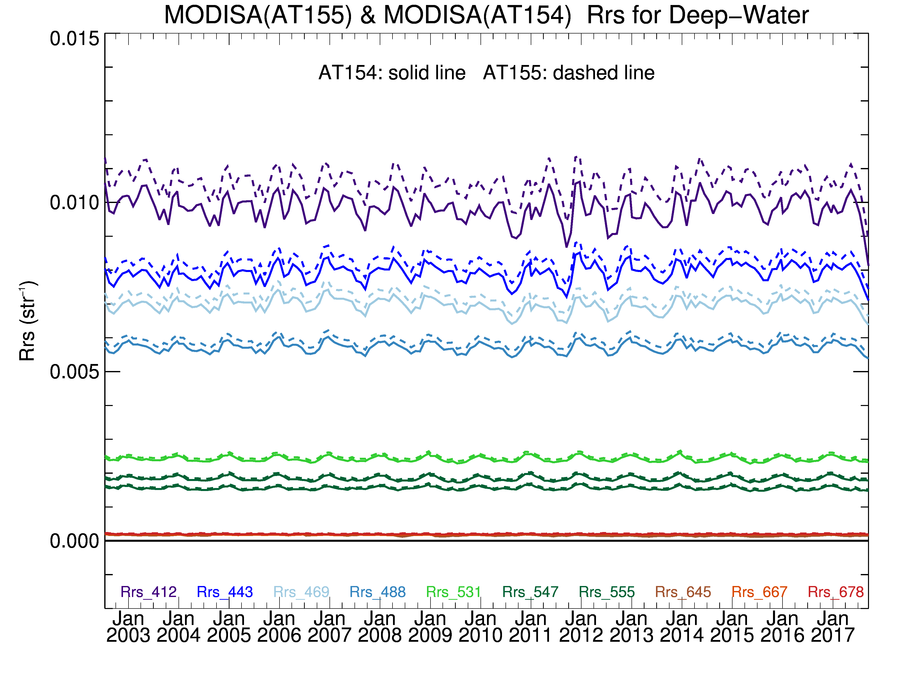 MODISA(AT155) & MODISA(AT154)  Rrs for Deep−Water
AT154: solid line   AT155: dashed line
0.015
0.010
0.005
0.000
Rrs (str⁻¹)
Rrs_412 Rrs_443 Rrs_469 Rrs_488 Rrs_531 Rrs_547 Rrs_555 Rrs_645 Rrs_667 Rrs_678
Jan Jan Jan Jan Jan Jan Jan Jan Jan Jan Jan Jan Jan Jan Jan
2003 2004 2005 2006 2007 2008 2009 2010 2011 2012 2013 2014 2015 2016 2017